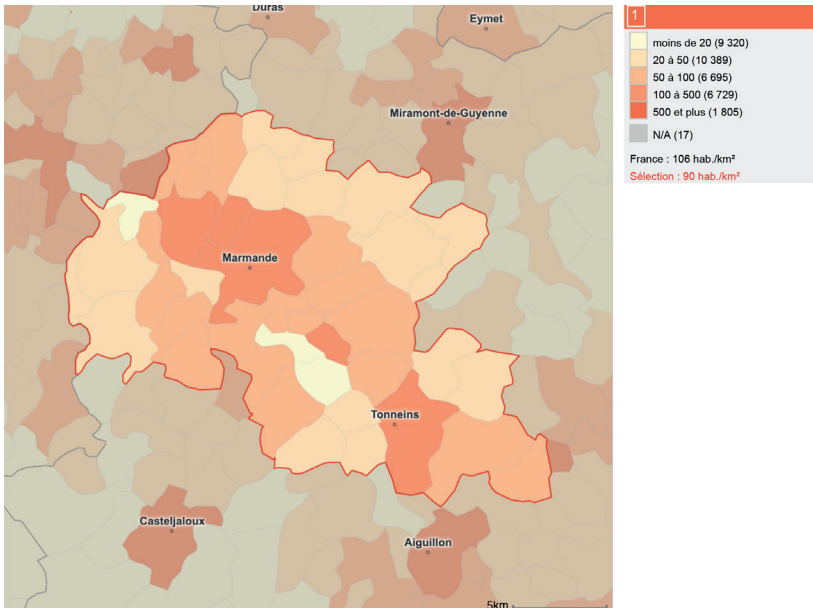 Duras
Eymet
Miramont-de-Guyenne
Marmande
Tonneins
Casteljaloux
Aiguillon
5km
1
moins de 20 (9 320)
20 à 50 (10 389)
50 à 100 (6 695)
100 à 500 (6 729)
500 et plus (1 805)
N/A (17)
France : 106 hab./km²
Sélection : 90 hab./km²